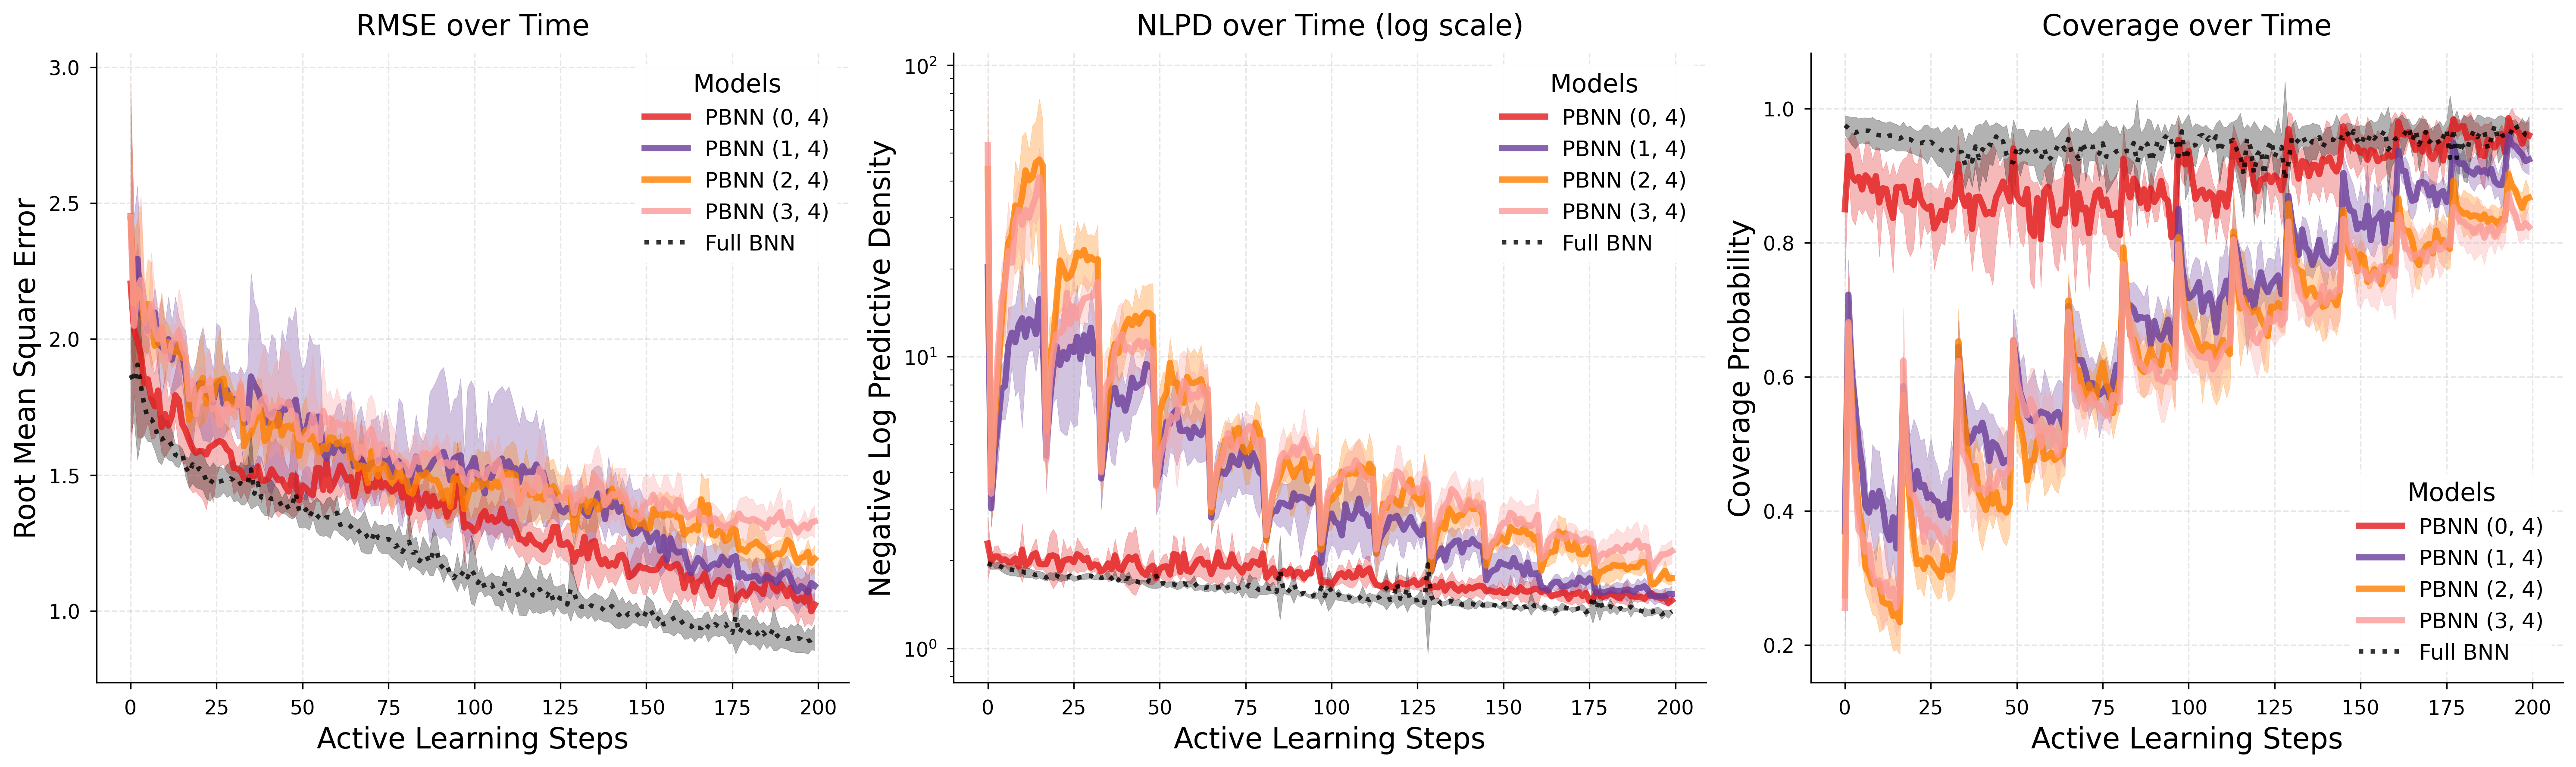 RMSE over Time
Root Mean Square Error
3.0
2.5
2.0
1.5
1.0
0
25
50
75
100
125
150
175
200
Active Learning Steps
Models
PBNN (0, 4)
PBNN (1, 4)
PBNN (2, 4)
PBNN (3, 4)
Full BNN
NLPD over Time (log scale)
Negative Log Predictive Density
10²
10¹
10⁰
0
25
50
75
100
125
150
175
200
Active Learning Steps
Models
PBNN (0, 4)
PBNN (1, 4)
PBNN (2, 4)
PBNN (3, 4)
Full BNN
Coverage over Time
Coverage Probability
1.0
0.8
0.6
0.4
0.2
0
25
50
75
100
125
150
175
200
Active Learning Steps
Models
PBNN (0, 4)
PBNN (1, 4)
PBNN (2, 4)
PBNN (3, 4)
Full BNN